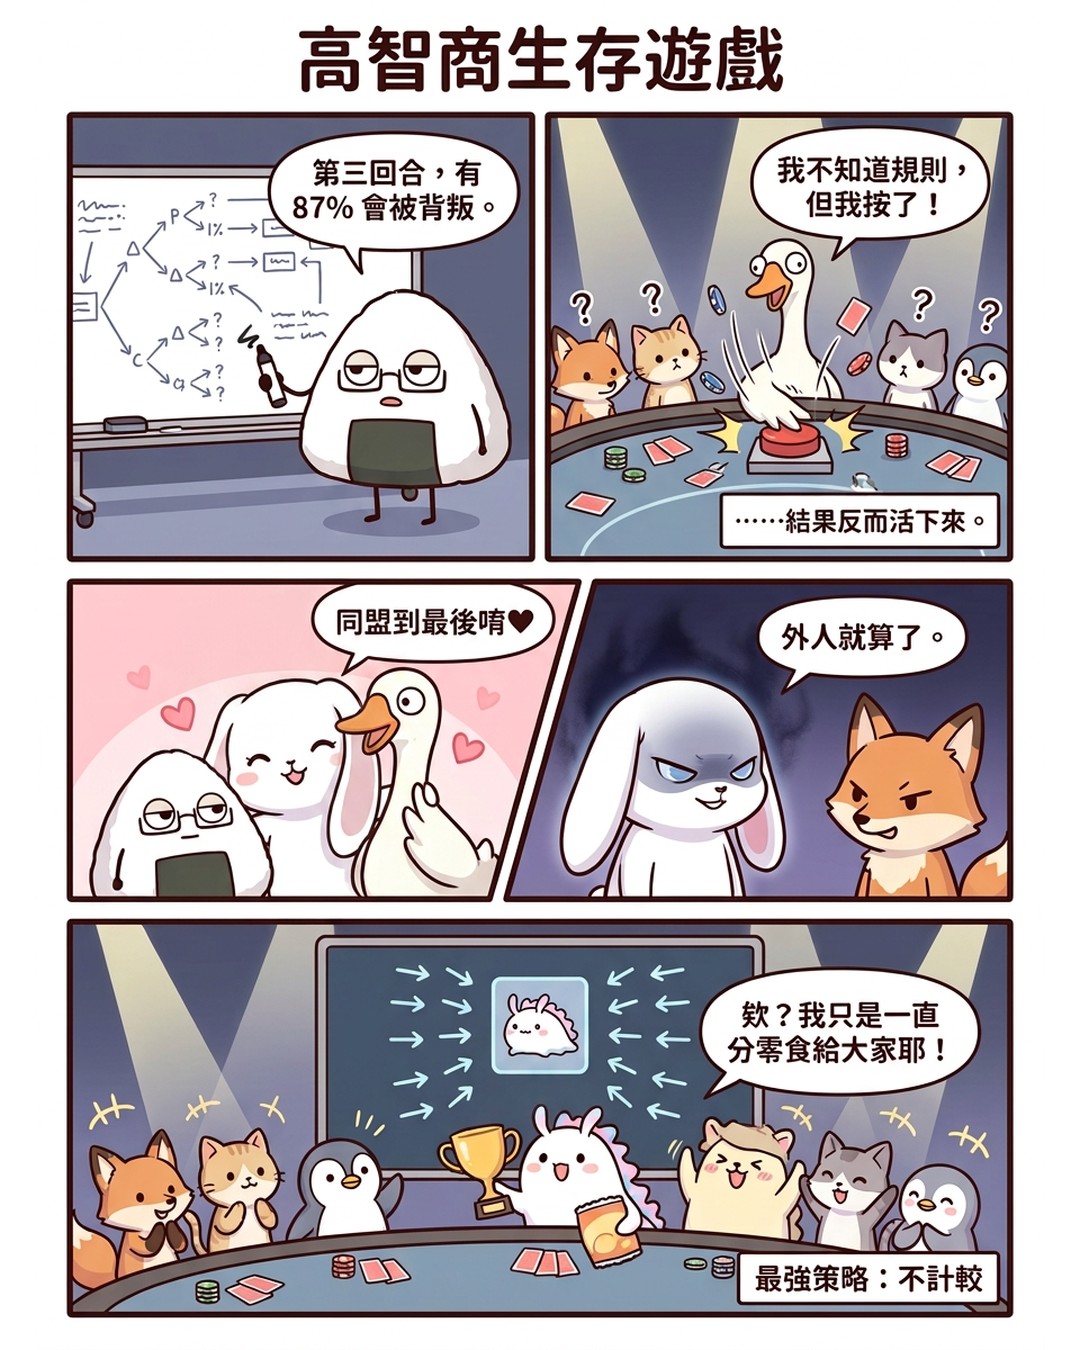 高智商生存遊戲
第三回合，有
87% 會被背叛。
P
?
1%
?
1%
?
?
C
?
?
我不知道規則，
但我按了！
?
?
?
?
……結果反而活下來。
同盟到最後唷♥
外人就算了。
欸？我只是一直
分零食給大家耶！
最強策略：不計較